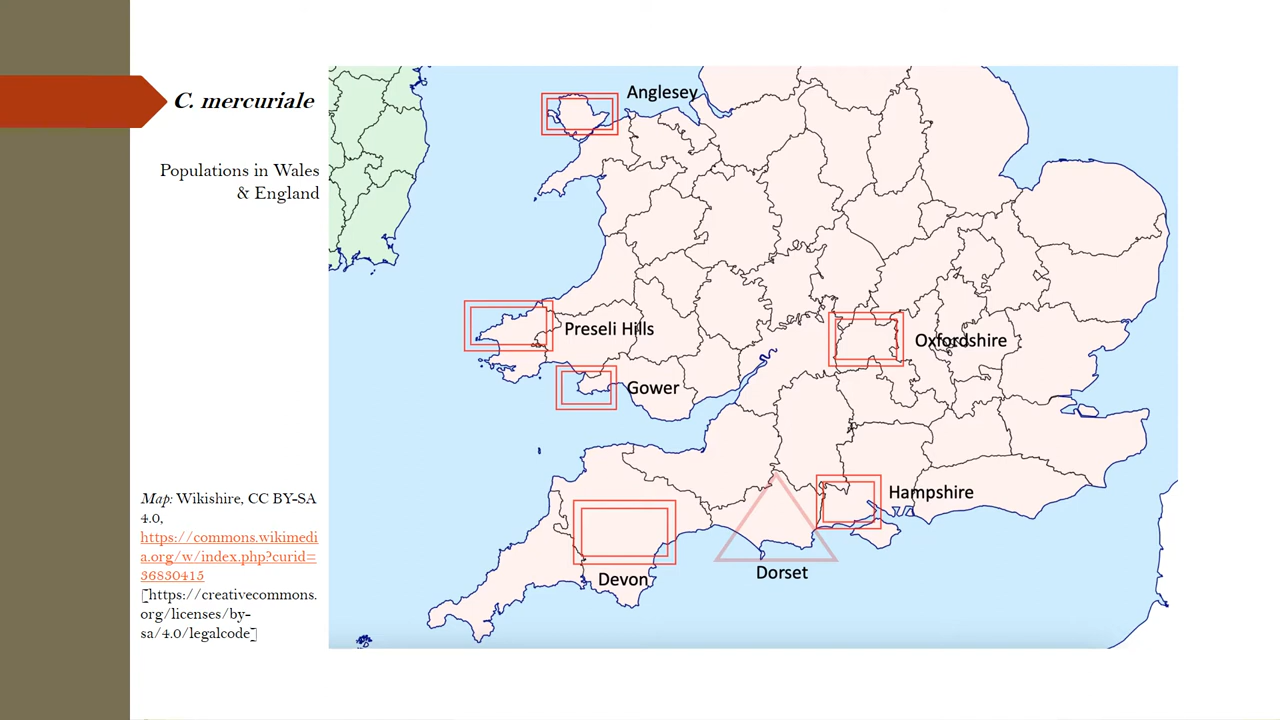 C. mercuriale
Populations in Wales
& England
Map: Wikishire, CC BY-SA
4.0,
https://commons.wikimedi
a.org/w/index.php?curid=
36830415
[https://creativecommons.
org/licenses/by-
sa/4.0/legalcode]
Anglesey
Preseli Hills
Oxfordshire
Gower
Hampshire
Dorset
Devon